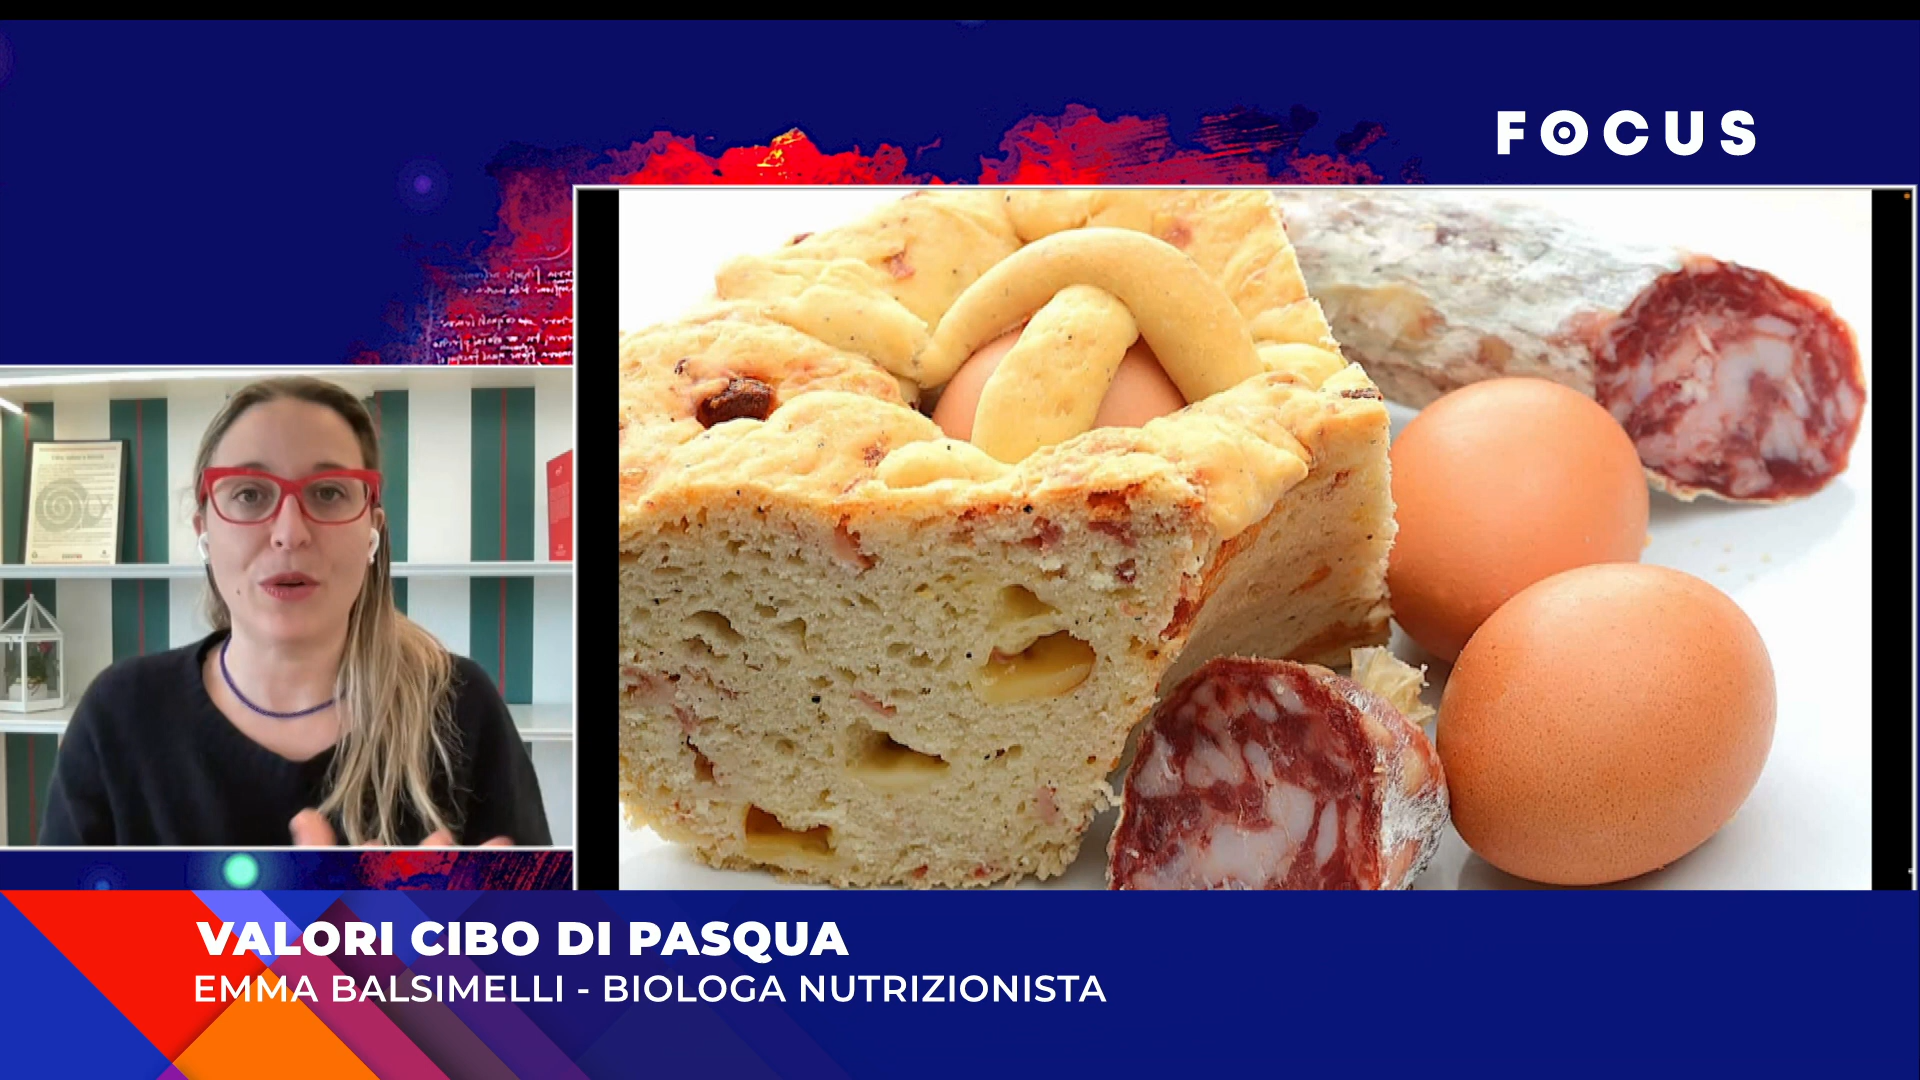 FOCUS
VALORI CIBO DI PASQUA
EMMA BALSIMELLI - BIOLOGA NUTRIZIONISTA